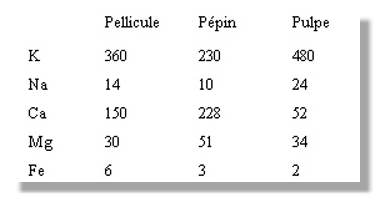 Pellicule Pépin Pulpe
K 360 230 480
Na 14 10 24
Ca 150 228 52
Mg 30 51 34
Fe 6 3 2